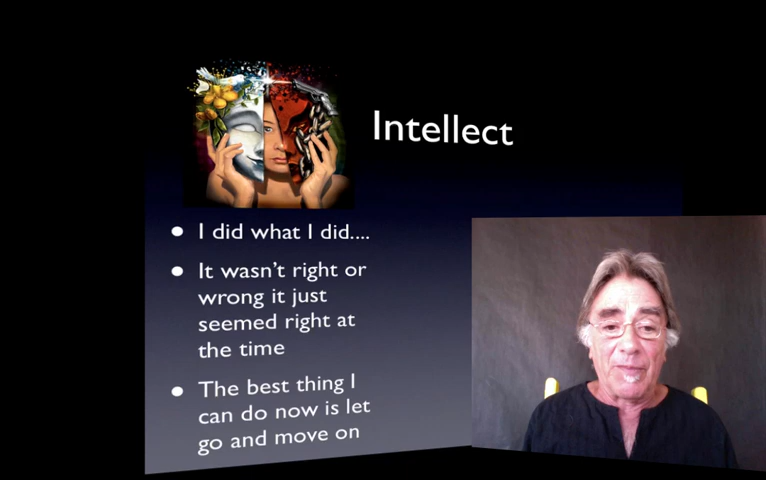 Intellect
I did what I did....
It wasn't right or
wrong it just
seemed right at
the time
The best thing I
can do now is let
go and move on